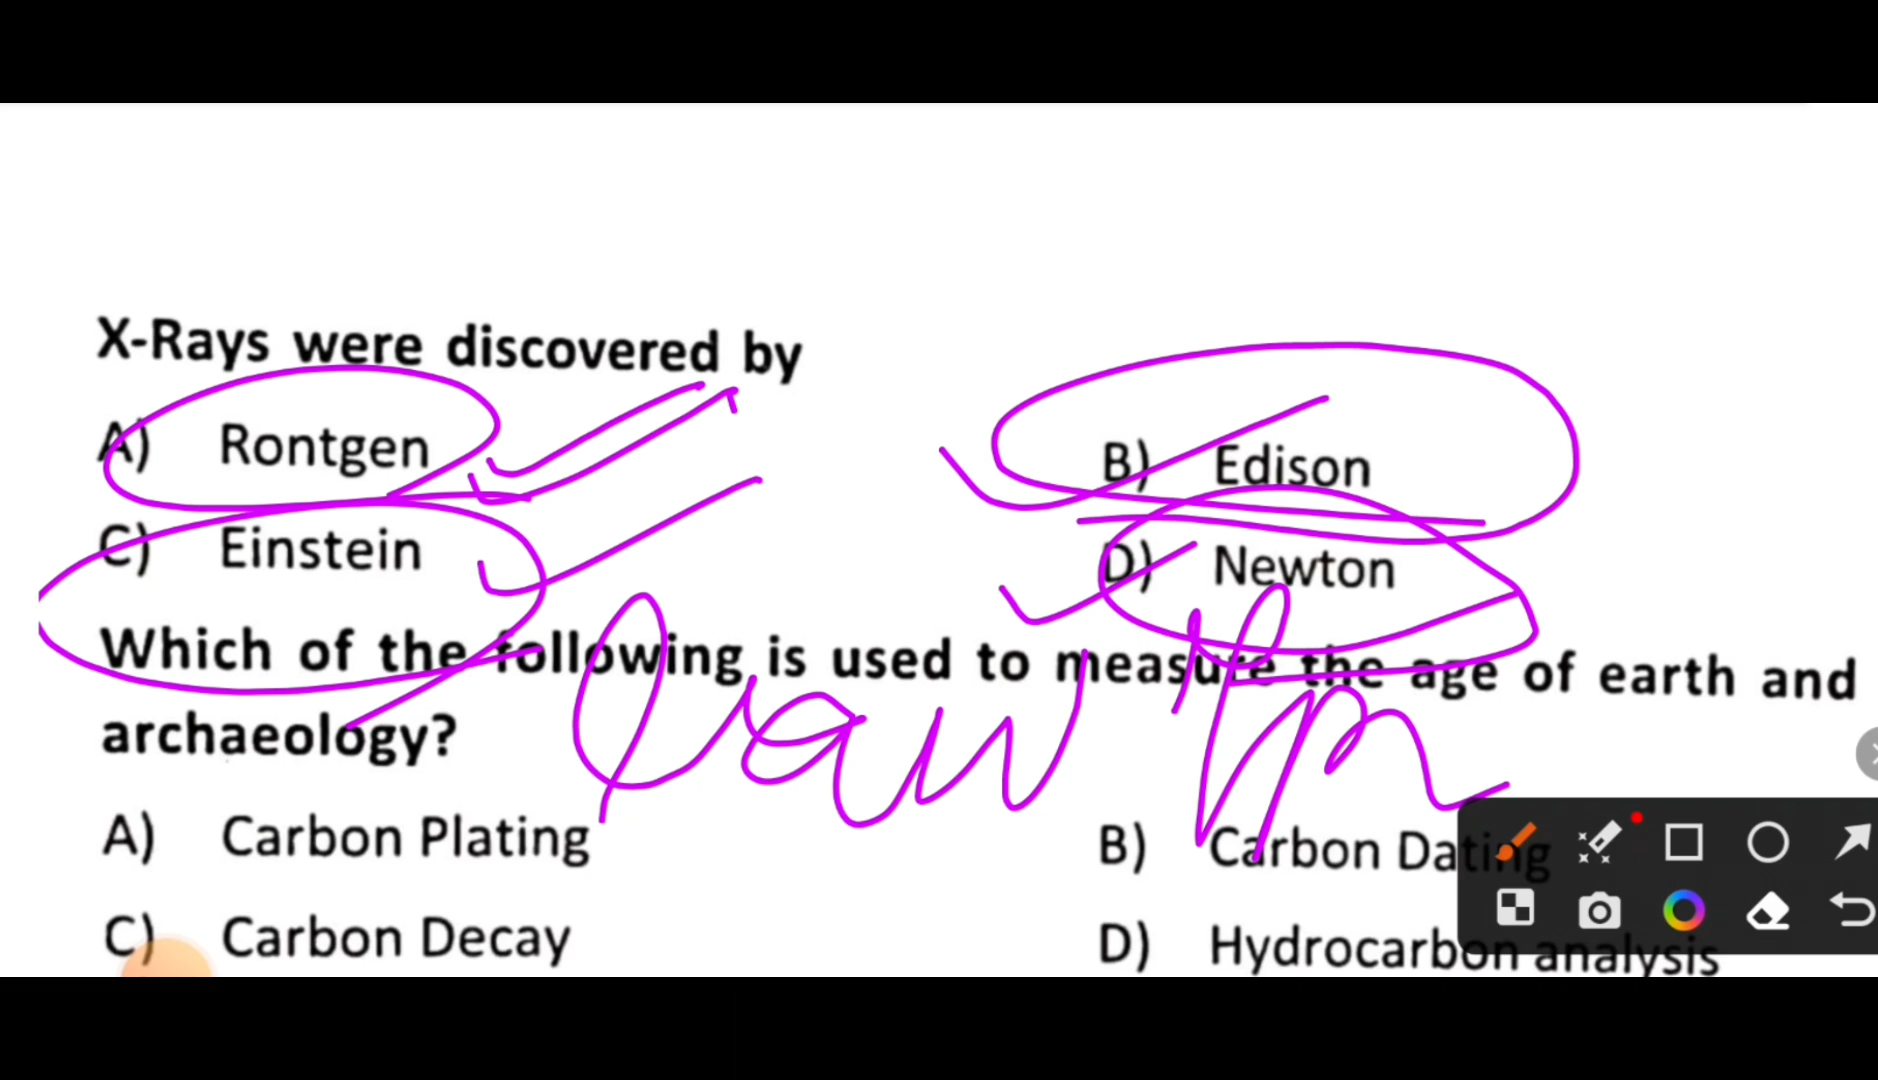 X-Rays were discovered by
A) Rontgen
B) Edison
C) Einstein
D) Newton
Which of the following is used to measure the age of earth and
archaeology?
A) Carbon Plating
B) Carbon Dating
C) Carbon Decay
D) Hydrocarbon analysis